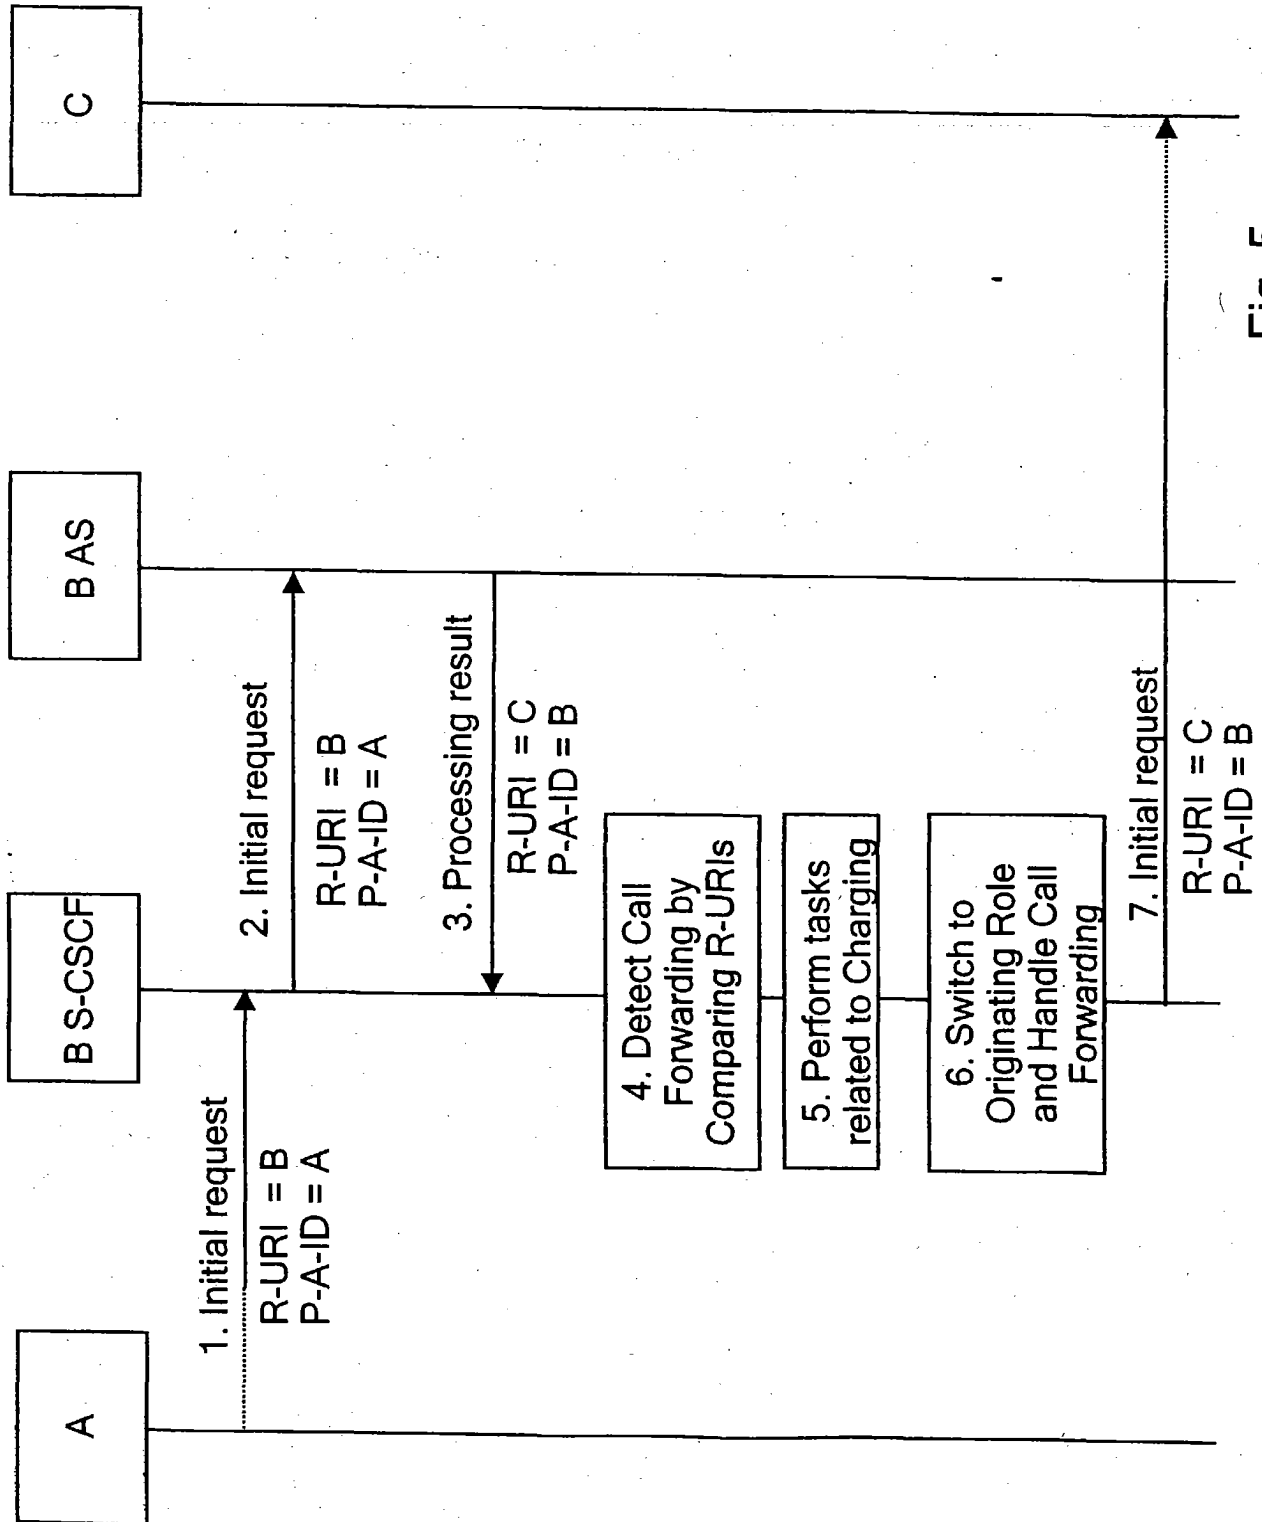 A
B S-CSCF
B AS
C
1. Initial request
R-URI = B
P-A-ID = A
2. Initial request
R-URI = B
P-A-ID = A
3. Processing result
R-URI = C
P-A-ID = B
4. Detect Call
Forwarding by
Comparing R-URIs
5. Perform tasks
related to Charging
6. Switch to
Originating Role
and Handle Call
Forwarding
7. Initial request
R-URI = C
P-A-ID = B
Fig. 5